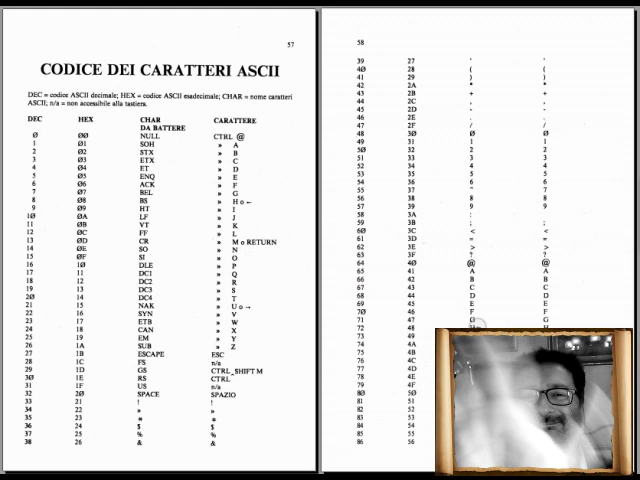 57
CODICE DEI CARATTERI ASCII
DEC = codice ASCII decimale; HEX = codice ASCII esadecimale; CHAR = nome caratteri
ASCII; n/a = non accessibile alla tastiera.
DEC HEX CHAR CARATTERE
DA BATTERE
Ø ØØ NULL CTRL @
1 Ø1 SOH » A
2 Ø2 STX » B
3 Ø3 ETX » C
4 Ø4 ET » D
5 Ø5 ENQ » E
6 Ø6 ACK » F
7 Ø7 BEL » G
8 Ø8 BS » H o ←
9 Ø9 HT » I
1Ø ØA LF » J
11 ØB VT » K
12 ØC FF » L
13 ØD CR » M o RETURN
14 ØE SO » N
15 ØF SI » O
16 1Ø DLE » P
17 11 DC1 » Q
18 12 DC2 » R
19 13 DC3 » S
2Ø 14 DC4 » T
21 15 NAK » U o →
22 16 SYN » V
23 17 ETB » W
24 18 CAN » X
25 19 EM » Y
26 1A SUB » Z
27 1B ESCAPE ESC
28 1C FS n/a
29 1D GS CTRL_SHIFT M
3Ø 1E RS CTRL
31 1F US n/a
32 2Ø SPACE SPAZIO
33 21 ! !
34 22 » »
35 23
36 24 $ $
37 25 % %
38 26 & &
58
39 27 ' '
4Ø 28 ( (
41 29 ) )
42 2A * *
43 2B + +
44 2C
45 2D
46 2E . .
47 2F / /
48 3Ø Ø Ø
49 31 1 1
5Ø 32 2 2
51 33 3 3
52 34 4 4
53 35 5 5
54 36 6 6
55 37 7
56 38 8 8
57 39 9 9
58 3A :
59 3B ; ;
6Ø 3C < <
61 3D = =
62 3E > >
63 3F ? ?
64 4Ø @ @
65 41 A A
66 42 B B
67 43 C C
68 44 D D
69 45 E E
7Ø 46 F F
71 47 G G
72 48 H
73 49
74 4A
75 4B
76 4C
77 4D
78 4E
79 4F
8Ø 5Ø
81 51
82 52
83 53
84 54
85 55
86 56